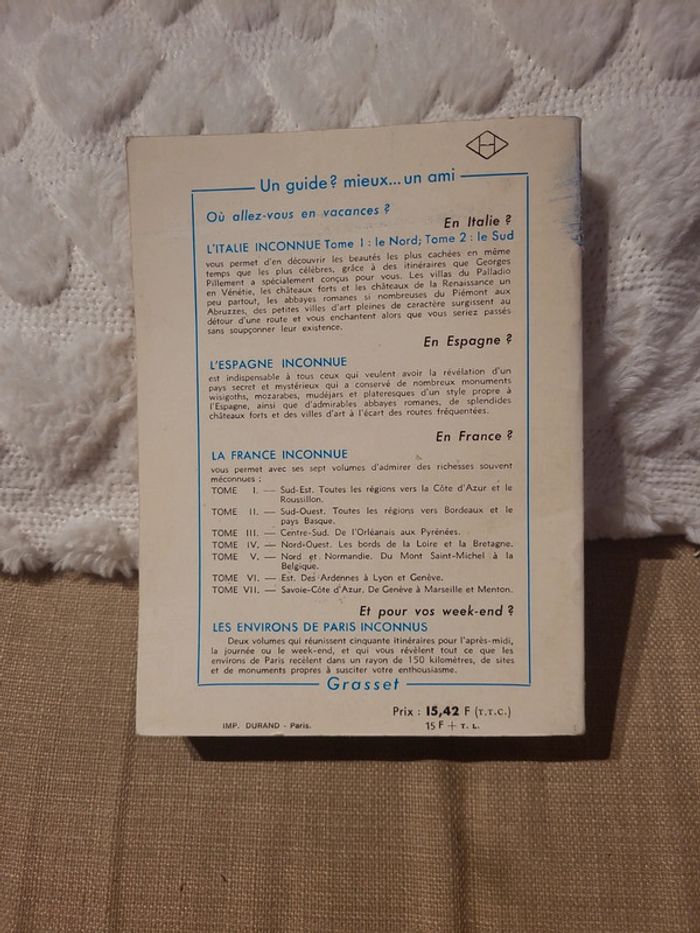 Un guide? mieux... un ami
Où allez-vous en vacances ?
En Italie ?
L'ITALIE INCONNUE Tome 1 : le Nord; Tome 2 : le Sud
vous permet d'en découvrir les beautés les plus cachées en même
temps que les plus célèbres, grâce à des itinéraires que Georges
Pillement a spécialement conçus pour vous. Les villas du Palladio
en Vénétie, les châteaux forts et les châteaux de la Renaissance un
peu partout, les abbayes romanes si nombreuses du Piémont aux
Abruzzes, des petites villes d'art pleines de caractère surgissent au
détour d'une route et vous enchantent alors que vous seriez passés
sans soupçonner leur existence.
En Espagne ?
L'ESPAGNE INCONNUE
est indispensable à tous ceux qui veulent avoir la révélation d'un
pays secret et mystérieux qui a conservé de nombreux monuments
wisigoths, mozarabes, mudéjars et plateresques d'un style propre à
l'Espagne, ainsi que d'admirables abbayes romanes, de splendides
châteaux forts et des villes d'art à l'écart des routes fréquentées.
En France ?
LA FRANCE INCONNUE
vous permet avec ses sept volumes d'admirer des richesses souvent
méconnues :
TOME I. — Sud-Est. Toutes les régions vers la Côte d'Azur et le
Roussillon.
TOME II. — Sud-Ouest. Toutes les régions vers Bordeaux et le
pays Basque.
TOME III. — Centre-Sud. De l'Orléanais aux Pyrénées.
TOME IV. — Nord-Ouest. Les bords de la Loire et la Bretagne.
TOME V. — Nord et Normandie. Du Mont Saint-Michel à la
Belgique.
TOME VI. — Est. Des Ardennes à Lyon et Genève.
TOME VII. — Savoie-Côte d'Azur. De Genève à Marseille et Menton.
Et pour vos week-end ?
LES ENVIRONS DE PARIS INCONNUS
Deux volumes qui réunissent cinquante itinéraires pour l'après-midi,
la journée ou le week-end, et qui vous révèlent tout ce que les
environs de Paris recèlent dans un rayon de 150 kilomètres, de sites
et de monuments propres à susciter votre enthousiasme.
Grasset
Prix : 15,42 F (T.T.C.)
IMP. DURAND - Paris.
15 F + T. L.